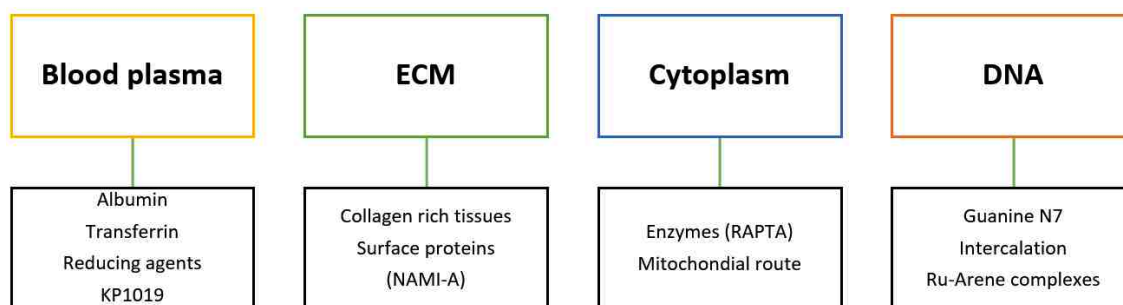 Blood plasma
Albumin
Transferrin
Reducing agents
KP1019
ECM
Collagen rich tissues
Surface proteins
(NAMI-A)
Cytoplasm
Enzymes (RAPTA)
Mitochondial route
DNA
Guanine N7
Intercalation
Ru-Arene complexes